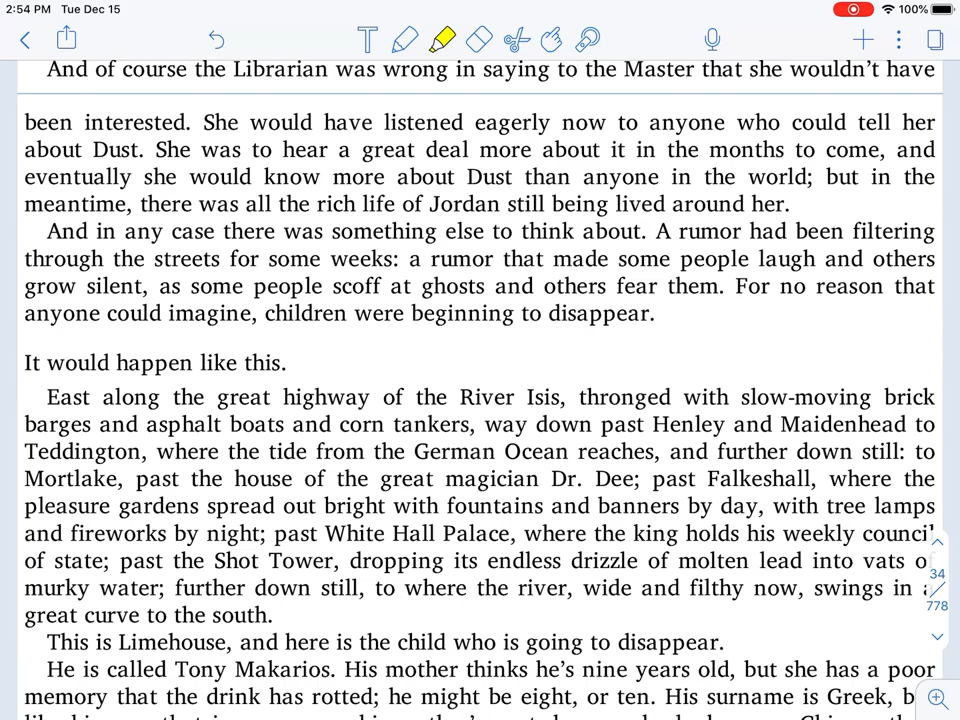 2:54 PM Tue Dec 15
100%
And of course the Librarian was wrong in saying to the Master that she wouldn't have
been interested. She would have listened eagerly now to anyone who could tell her
about Dust. She was to hear a great deal more about it in the months to come, and
eventually she would know more about Dust than anyone in the world; but in the
meantime, there was all the rich life of Jordan still being lived around her.
And in any case there was something else to think about. A rumor had been filtering
through the streets for some weeks: a rumor that made some people laugh and others
grow silent, as some people scoff at ghosts and others fear them. For no reason that
anyone could imagine, children were beginning to disappear.
It would happen like this.
East along the great highway of the River Isis, thronged with slow-moving brick
barges and asphalt boats and corn tankers, way down past Henley and Maidenhead to
Teddington, where the tide from the German Ocean reaches, and further down still: to
Mortlake, past the house of the great magician Dr. Dee; past Falkeshall, where the
pleasure gardens spread out bright with fountains and banners by day, with tree lamps
and fireworks by night; past White Hall Palace, where the king holds his weekly council
of state; past the Shot Tower, dropping its endless drizzle of molten lead into vats of
murky water; further down still, to where the river, wide and filthy now, swings in a
great curve to the south.
This is Limehouse, and here is the child who is going to disappear.
He is called Tony Makarios. His mother thinks he's nine years old, but she has a poor
memory that the drink has rotted; he might be eight, or ten. His surname is Greek, b
34
778